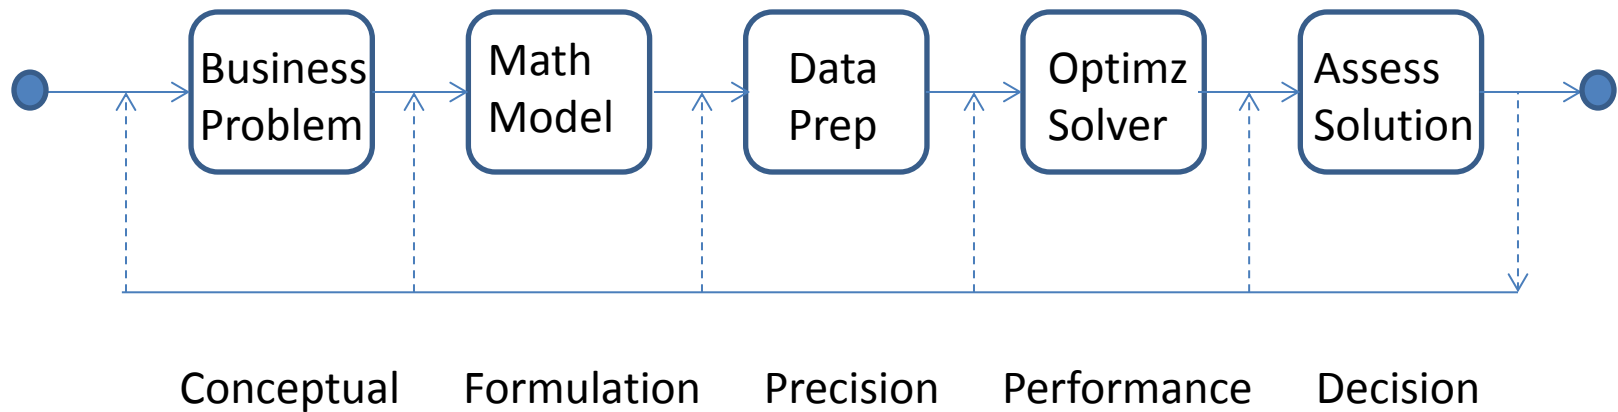 Business
Problem
Math
Model
Data
Prep
Optimz
Solver
Assess
Solution
Conceptual
Formulation
Precision
Performance
Decision